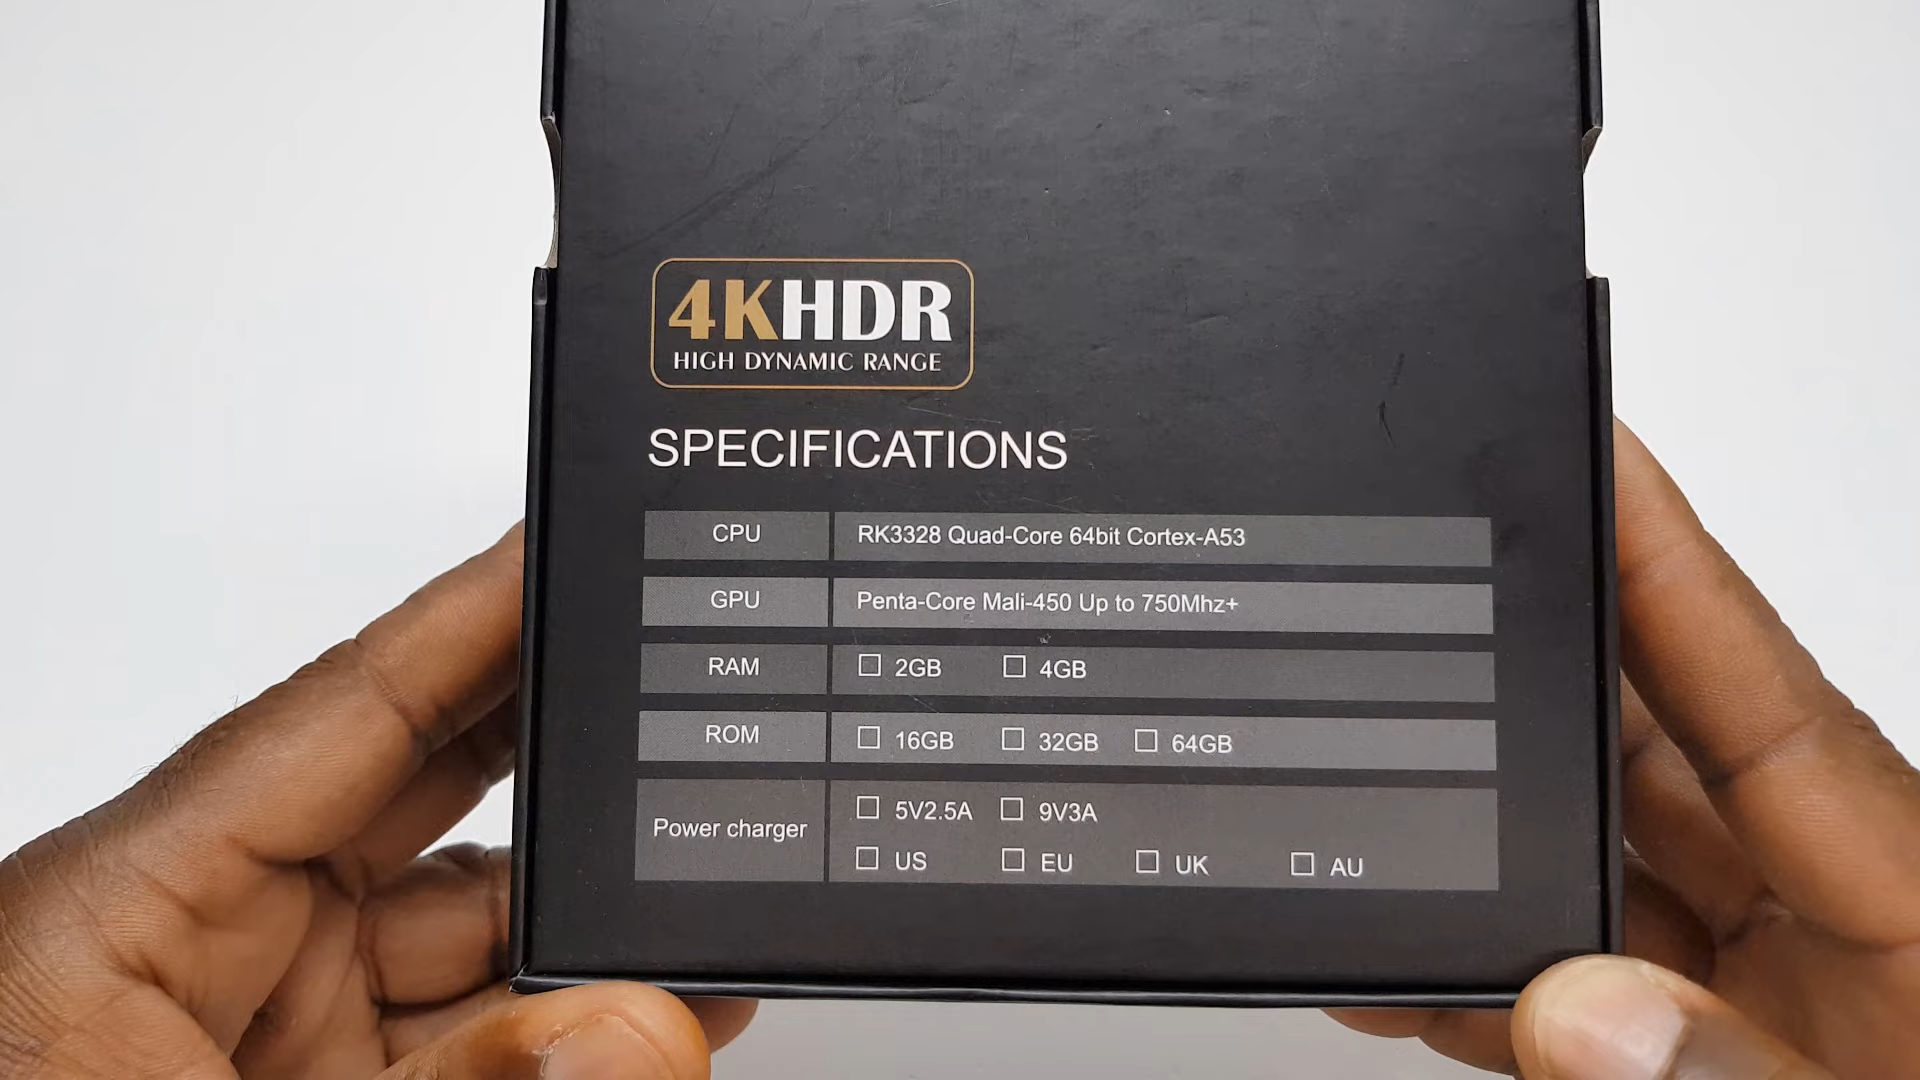 4KHDR
HIGH DYNAMIC RANGE
SPECIFICATIONS
CPU RK3328 Quad-Core 64bit Cortex-A53
GPU Penta-Core Mali-450 Up to 750Mhz+
RAM ☐ 2GB ☐ 4GB
ROM ☐ 16GB ☐ 32GB ☐ 64GB
Power charger ☐ 5V2.5A ☐ 9V3A
☐ US ☐ EU ☐ UK ☐ AU